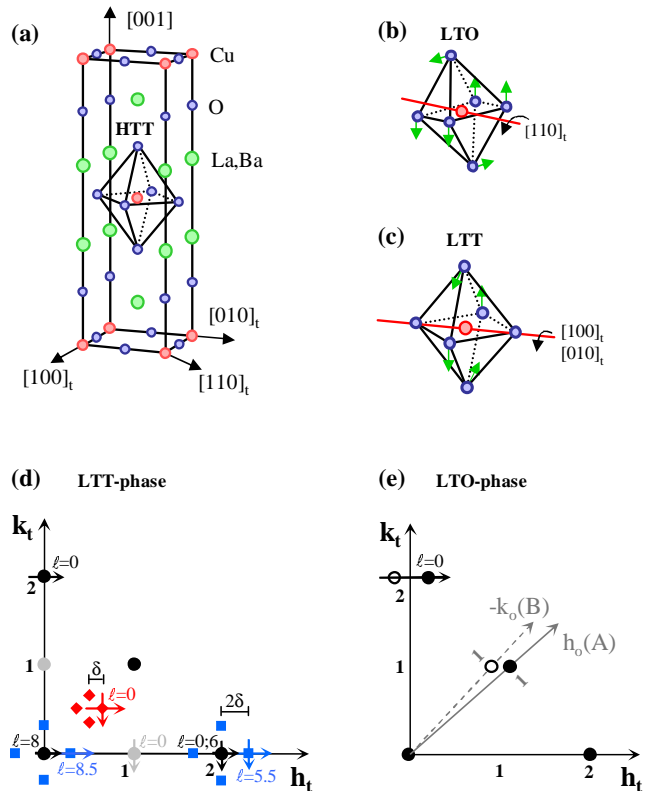 (a)
[001]
Cu
O
HTT
La,Ba
[010]t
[100]t
[110]t
(b)
LTO
[110]t
(c)
LTT
[100]t
[010]t
(d) LTT-phase
kt
ℓ=0
2
1
δ
ℓ=0
2δ
ℓ=8
ℓ=0
ℓ=0;6
ℓ=8.5
1
2
ℓ=5.5
ht
(e) LTO-phase
kt
ℓ=0
2
-ko(B)
ho(A)
1
1
1
1
2
ht